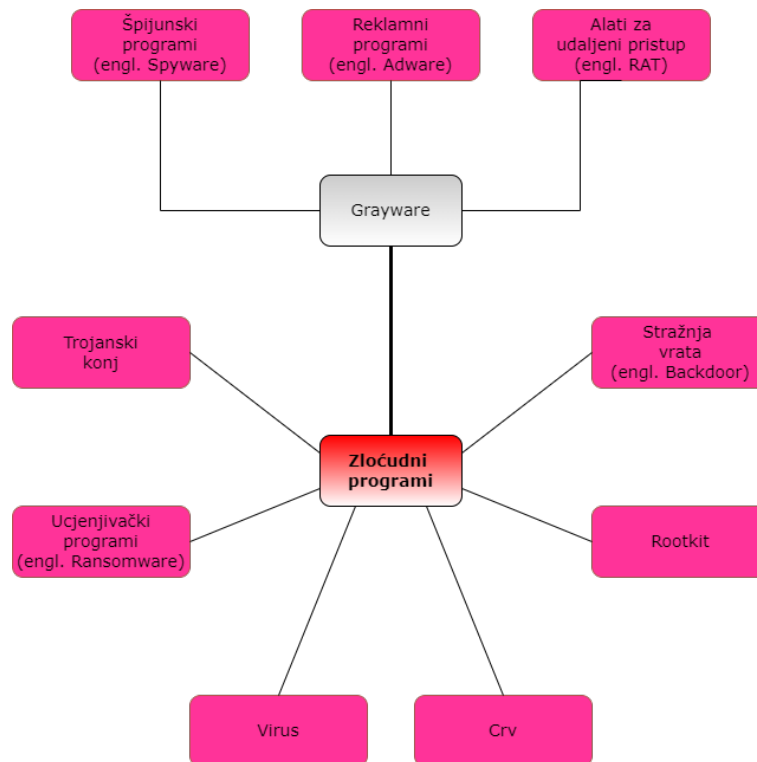 Špijunski
programi
(engl. Spyware)
Reklamni
programi
(engl. Adware)
Alati za
udaljeni pristup
(engl. RAT)
Grayware
Trojanski
konj
Stražnja
vrata
(engl. Backdoor)
Zloćudni
programi
Ucjenjivački
programi
(engl. Ransomware)
Rootkit
Virus
Crv